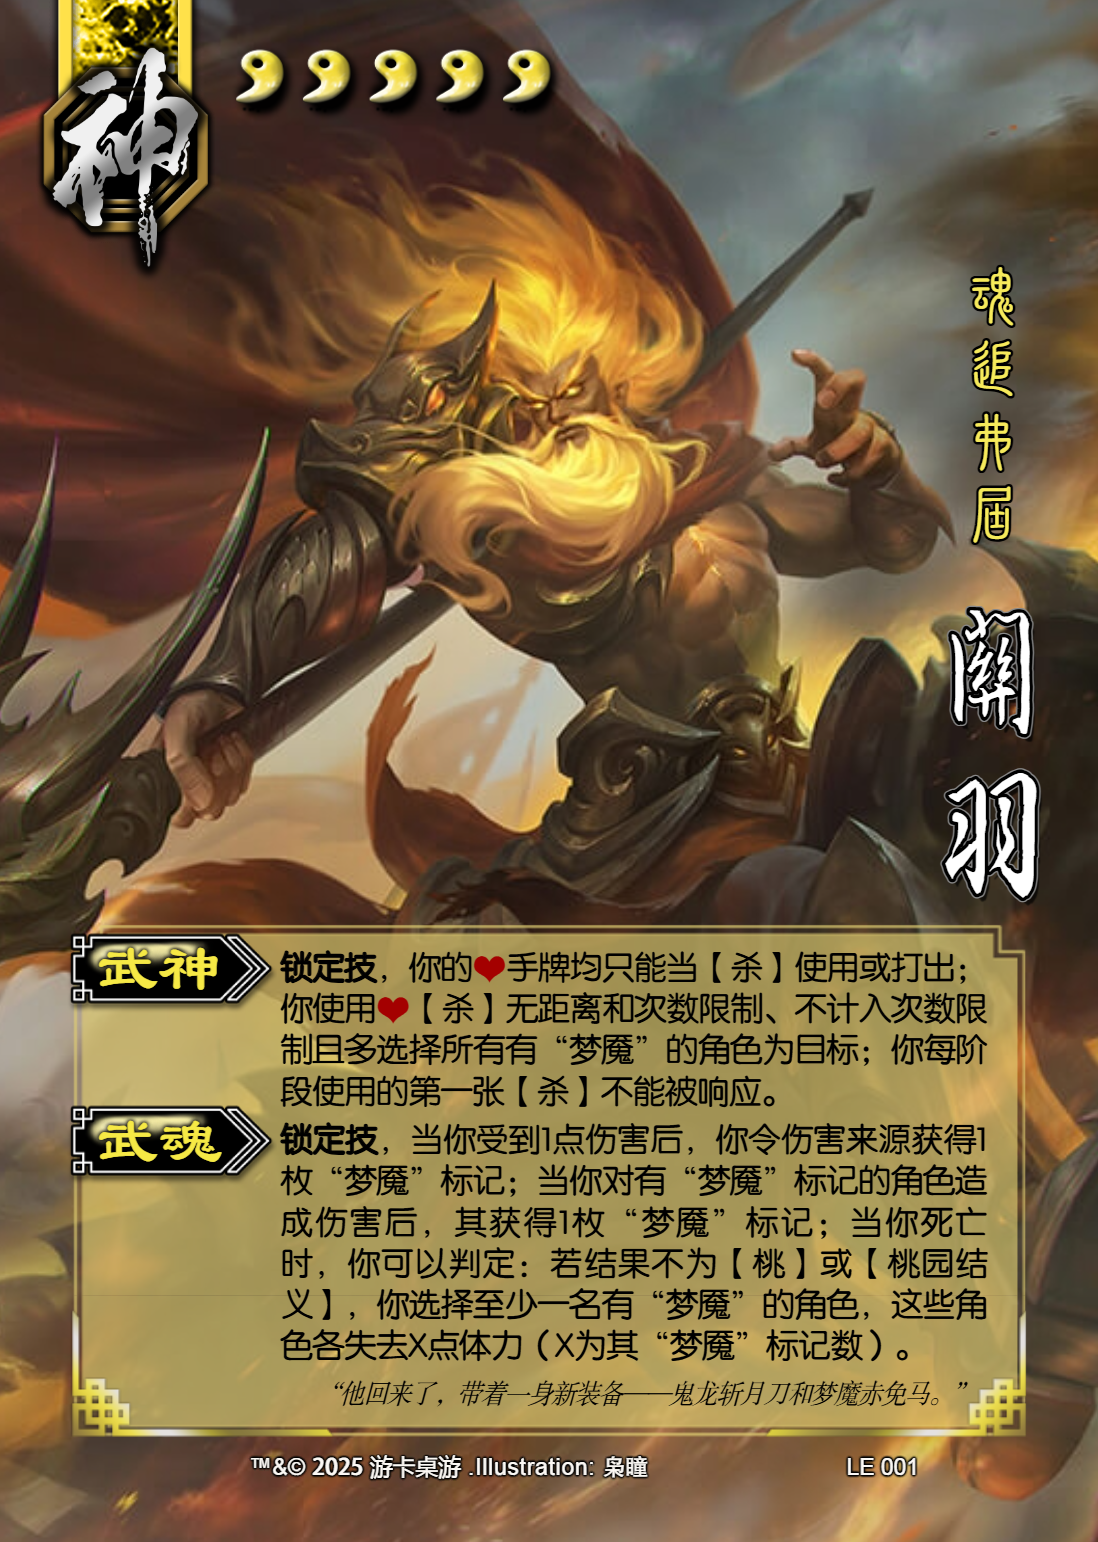 神
魂追弗届
關羽
武神
锁定技，你的❤手牌均只能当【杀】使用或打出；
你使用❤【杀】无距离和次数限制、不计入次数限
制且多选择所有有“梦魇”的角色为目标；你每阶
段使用的第一张【杀】不能被响应。
武魂
锁定技，当你受到1点伤害后，你令伤害来源获得1
枚“梦魇”标记；当你对有“梦魇”标记的角色造
成伤害后，其获得1枚“梦魇”标记；当你死亡
时，你可以判定：若结果不为【桃】或【桃园结
义】，你选择至少一名有“梦魇”的角色，这些角
色各失去X点体力（X为其“梦魇”标记数）。
“他回来了，带着一身新装备——鬼龙斩月刀和梦魔赤兔马。”
™&© 2025 游卡桌游 .Illustration: 枭瞳
LE 001